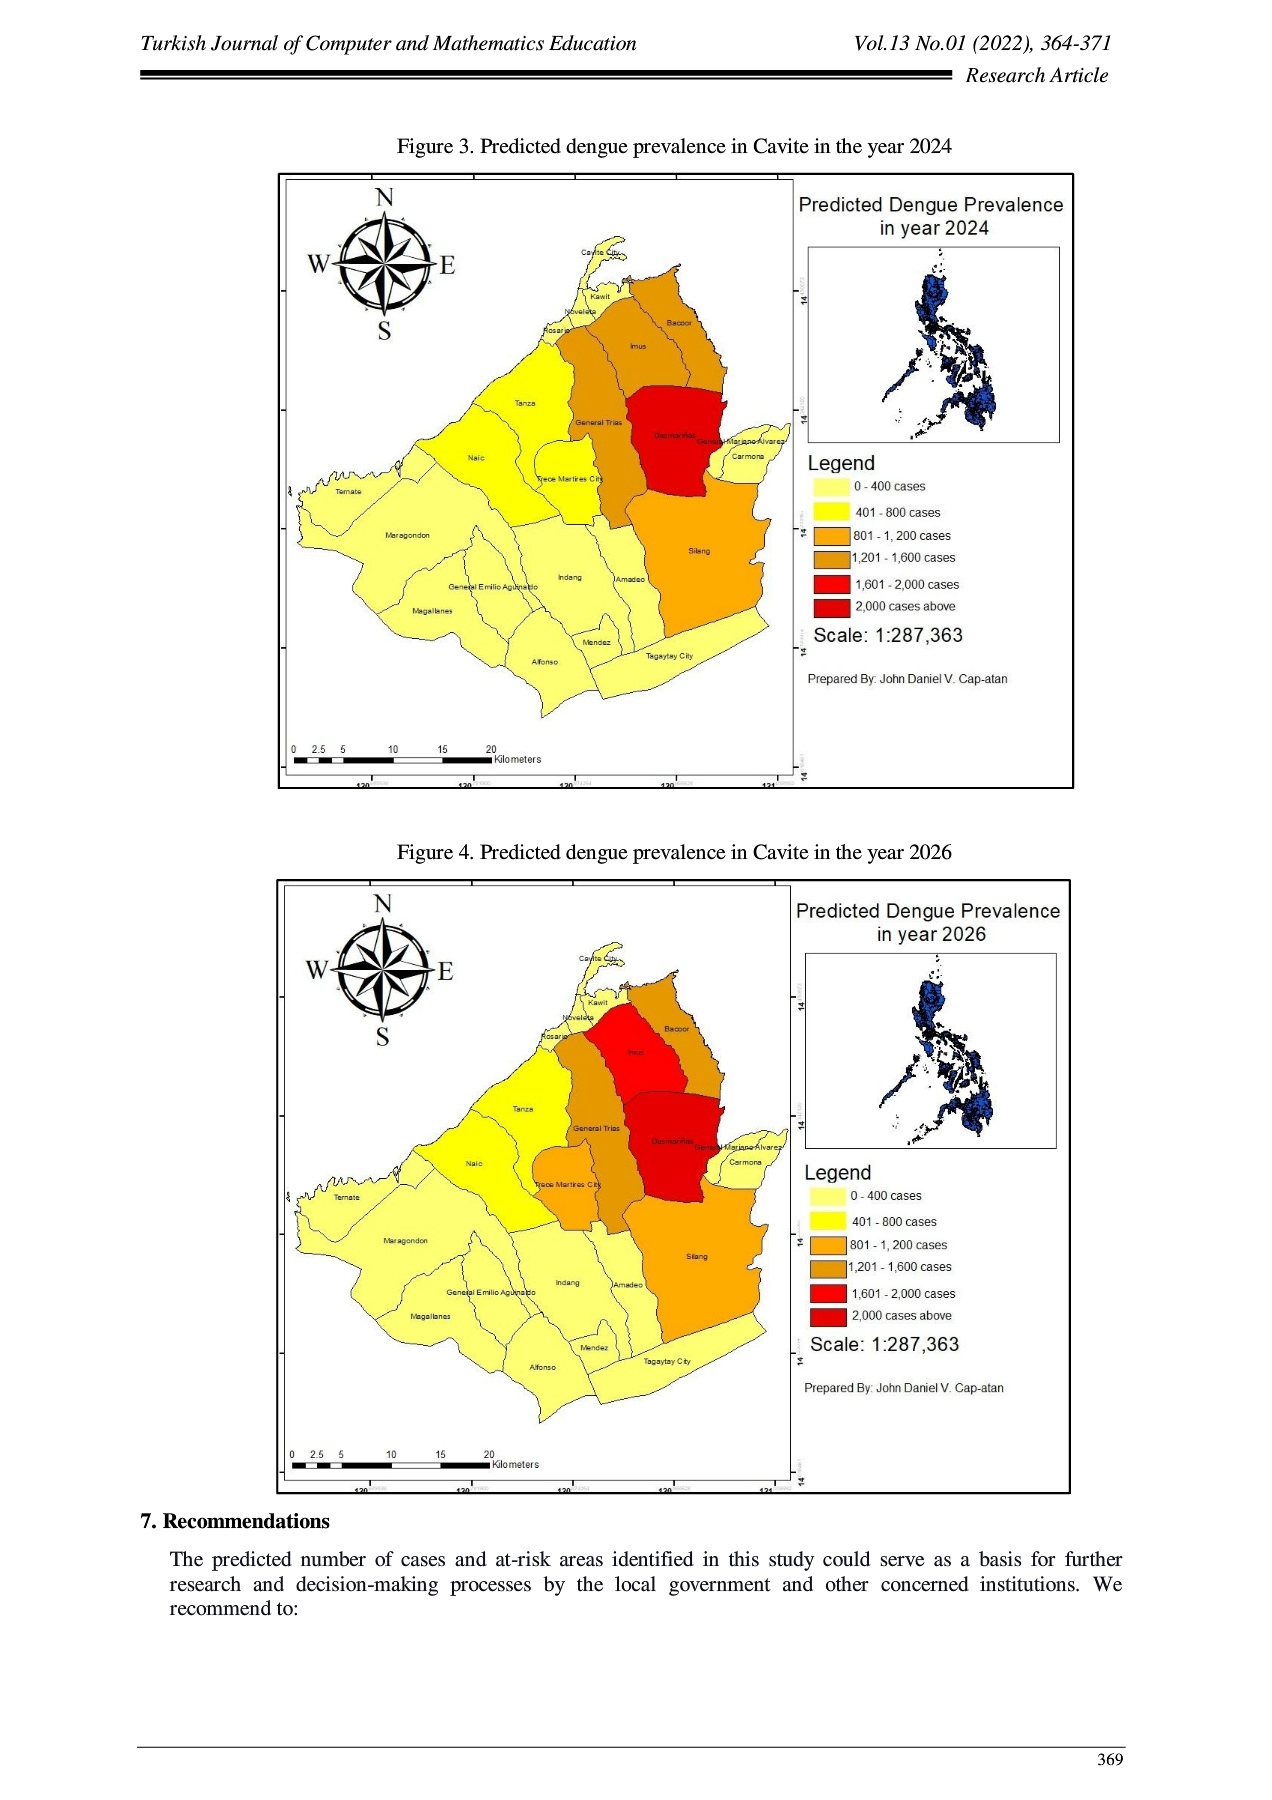 Turkish Journal of Computer and Mathematics Education Vol.13 No.01 (2022), 364-371
Research Article
Figure 3. Predicted dengue prevalence in Cavite in the year 2024
N
W E
S
Predicted Dengue Prevalence
in year 2024
Cavite City
Kawit
Noveleta
Rosario
Bacoor
Imus
Tanza
General Trias
Dasmariñas
General Mariano Alvarez
Carmona
Naic
Trece Martires City
Ternate
Maragondon
Silang
Indang
Amadeo
General Emilio Aguinaldo
Magallanes
Mendez
Alfonso
Tagaytay City
Legend
0 - 400 cases
401 - 800 cases
801 - 1, 200 cases
1,201 - 1,600 cases
1,601 - 2,000 cases
2,000 cases above
Scale: 1:287,363
Prepared By: John Daniel V. Cap-atan
0 2.5 5 10 15 20
Kilometers
Figure 4. Predicted dengue prevalence in Cavite in the year 2026
N
W E
S
Predicted Dengue Prevalence
in year 2026
Cavite City
Kawit
Noveleta
Rosario
Bacoor
Imus
Tanza
General Trias
Dasmariñas
General Mariano Alvarez
Carmona
Naic
Trece Martires City
Ternate
Maragondon
Silang
Indang
Amadeo
General Emilio Aguinaldo
Magallanes
Mendez
Alfonso
Tagaytay City
Legend
0 - 400 cases
401 - 800 cases
801 - 1, 200 cases
1,201 - 1,600 cases
1,601 - 2,000 cases
2,000 cases above
Scale: 1:287,363
Prepared By: John Daniel V. Cap-atan
0 2.5 5 10 15 20
Kilometers
7. Recommendations
The predicted number of cases and at-risk areas identified in this study could serve as a basis for further
research and decision-making processes by the local government and other concerned institutions. We
recommend to:
369